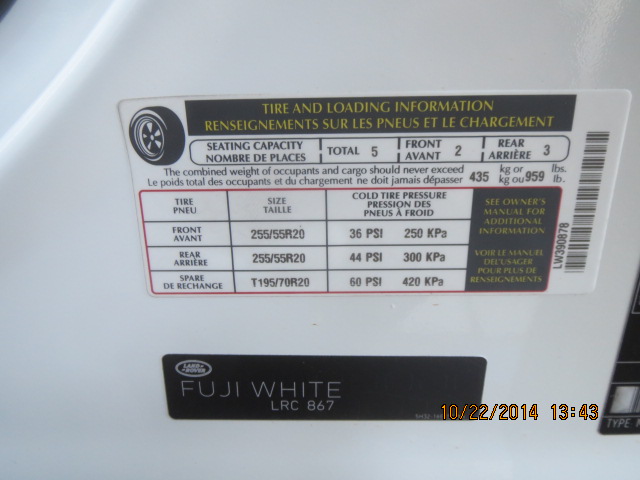 TIRE AND LOADING INFORMATION
RENSEIGNEMENTS SUR LES PNEUS ET LE CHARGEMENT
SEATING CAPACITY
NOMBRE DE PLACES
TOTAL 5
FRONT
AVANT 2
REAR
ARRIÈRE 3
The combined weight of occupants and cargo should never exceed
Le poids total des occupants et du chargement ne doit jamais dépasser
435 kg or kg ou 959 lbs. lb.
TIRE
PNEU
SIZE
TAILLE
COLD TIRE PRESSURE
PRESSION DES
PNEUS À FROID
FRONT
AVANT
255/55R20
36 PSI 250 KPa
REAR
ARRIÈRE
255/55R20
44 PSI 300 KPa
SPARE
DE RECHANGE
T195/70R20
60 PSI 420 KPa
SEE OWNER'S
MANUAL FOR
ADDITIONAL
INFORMATION
VOIR LE MANUEL
DE L'USAGER
POUR PLUS DE
RENSEIGNEMENTS
LW390878
LAND ROVER
FUJI WHITE
LRC 867
10/22/2014 13:43
TYPE